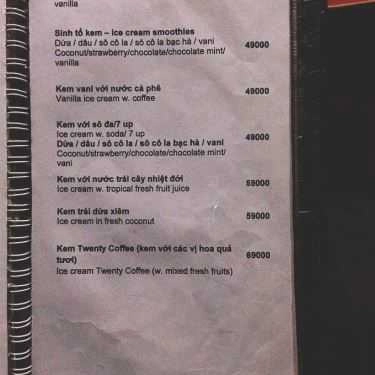 vanilla
Sinh tố kem – Ice cream smoothies
Dừa / dâu / sô cô la / sô cô la bạc hà / vani
49000
Coconut/strawberry/chocolate/chocolate mint/
vanilla
Kem vani với nước cà phê
49000
Vanilla ice cream w. coffee
Kem với sô đa/7 up
Ice cream w. soda/ 7 up
49000
Dừa / dâu / sô cô la / sô cô la bạc hà / vani
Coconut/strawberry/chocolate/chocolate mint/
vani
Kem với nước trái cây nhiệt đới
59000
Ice cream w. tropical fresh fruit juice
Kem trái dừa xiêm
59000
Ice cream in fresh coconut
Kem Twenty Coffee (kem với các vị hoa quả
69000
tươi)
Ice cream Twenty Coffee (w. mixed fresh fruits)